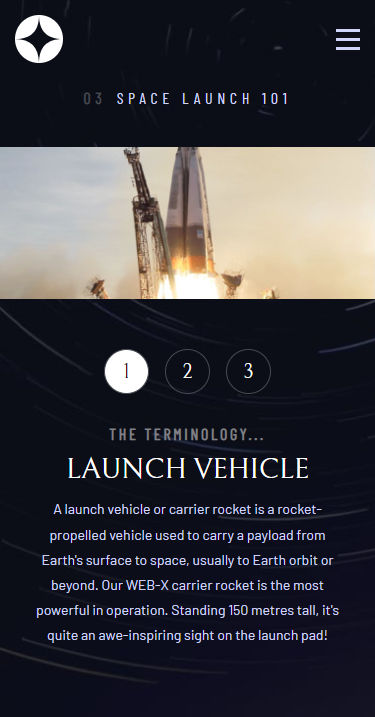 03 SPACE LAUNCH 101
1 2 3
THE TERMINOLOGY...
LAUNCH VEHICLE
A launch vehicle or carrier rocket is a rocket-
propelled vehicle used to carry a payload from
Earth's surface to space, usually to Earth orbit or
beyond. Our WEB-X carrier rocket is the most
powerful in operation. Standing 150 metres tall, it's
quite an awe-inspiring sight on the launch pad!